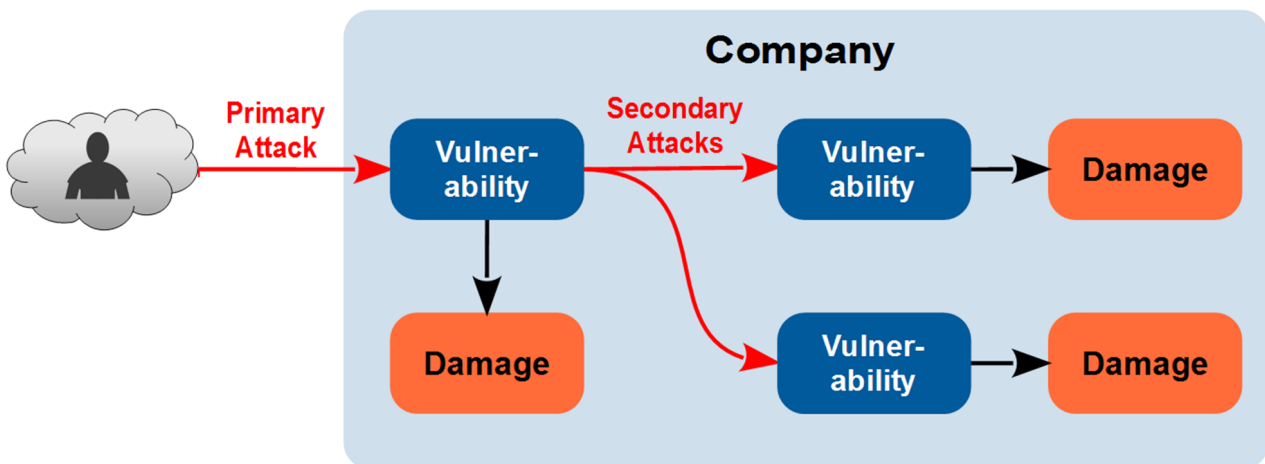 Company
Primary
Attack
Vulner-
ability
Secondary
Attacks
Vulner-
ability
Damage
Damage
Vulner-
ability
Damage